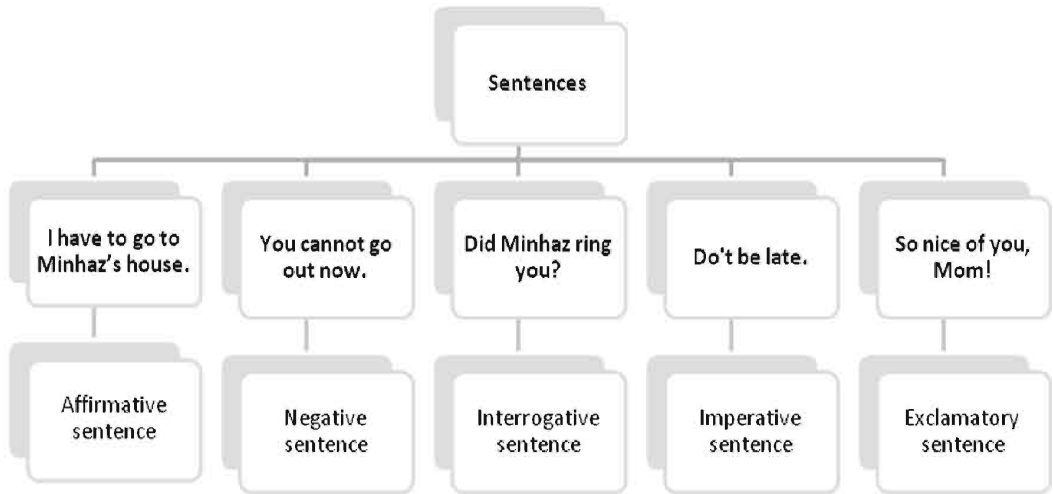 Sentences
I have to go to
Minhaz's house.
You cannot go
out now.
Did Minhaz ring
you?
Do't be late.
So nice of you,
Mom!
Affirmative
sentence
Negative
sentence
Interrogative
sentence
Imperative
sentence
Exclamatory
sentence